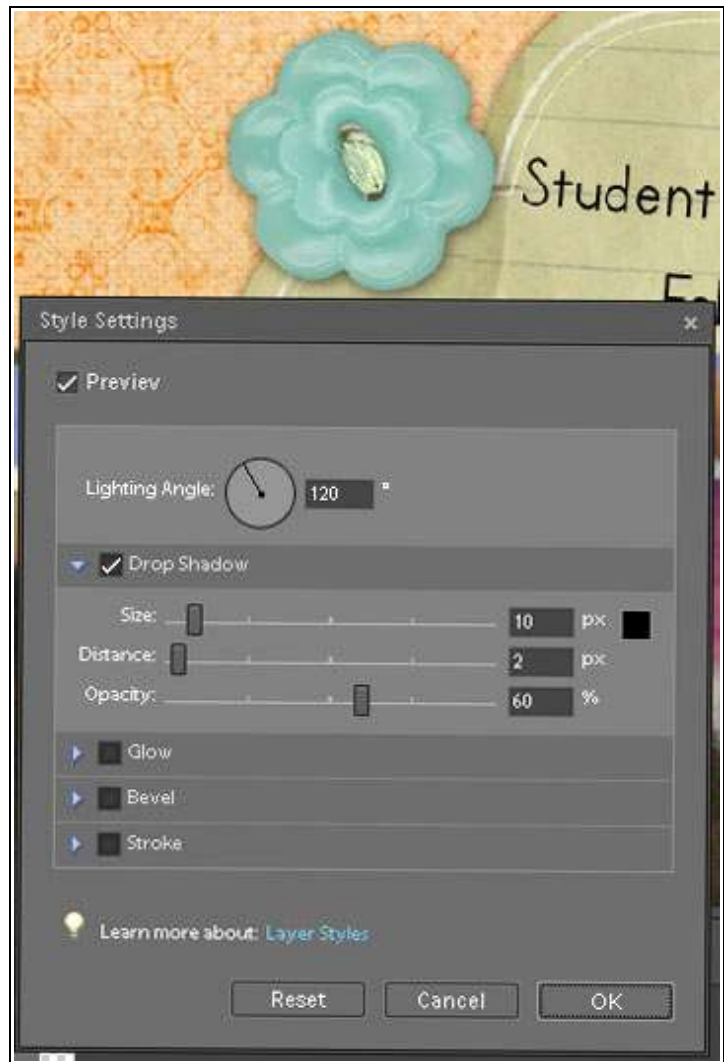 Student
Style Settings
Preview
Lighting Angle: 120 °
Drop Shadow
Size: 10 px
Distance: 2 px
Opacity: 60 %
Glow
Bevel
Stroke
Learn more about: Layer Styles
Reset Cancel OK